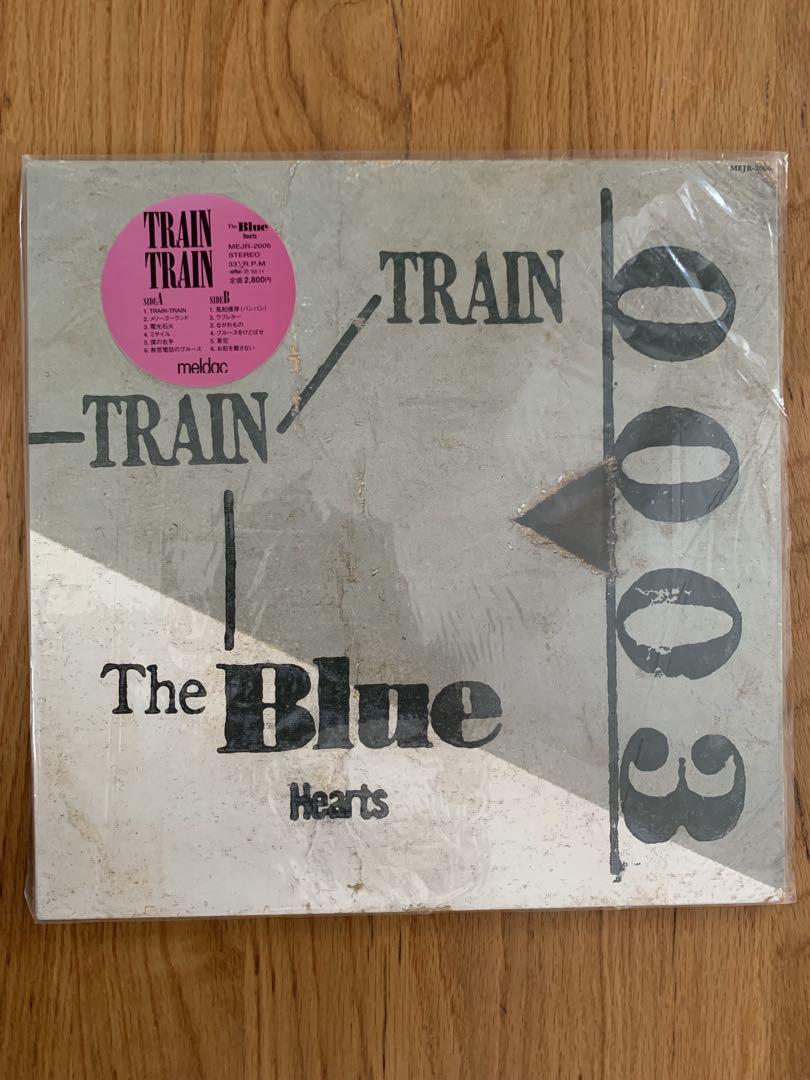 MEJR-2006
TRAIN
TRAIN
The Blue
Hearts
MEJR-2006
STEREO
33⅓R.P.M
定価 2,800円
SIDE A
1. TRAIN-TRAIN
2. メリーゴーランド
3. 電光石火
4. ミサイル
5. 僕の右手
6. 無言電話のブルース
SIDE B
1. 風船爆弾(バンバン)
2. ラブレター
3. ながれもの
4. ブルースをけとばせ
5. 青空
6. お前を離さない
meldac
TRAIN
TRAIN
The Blue
Hearts
3000